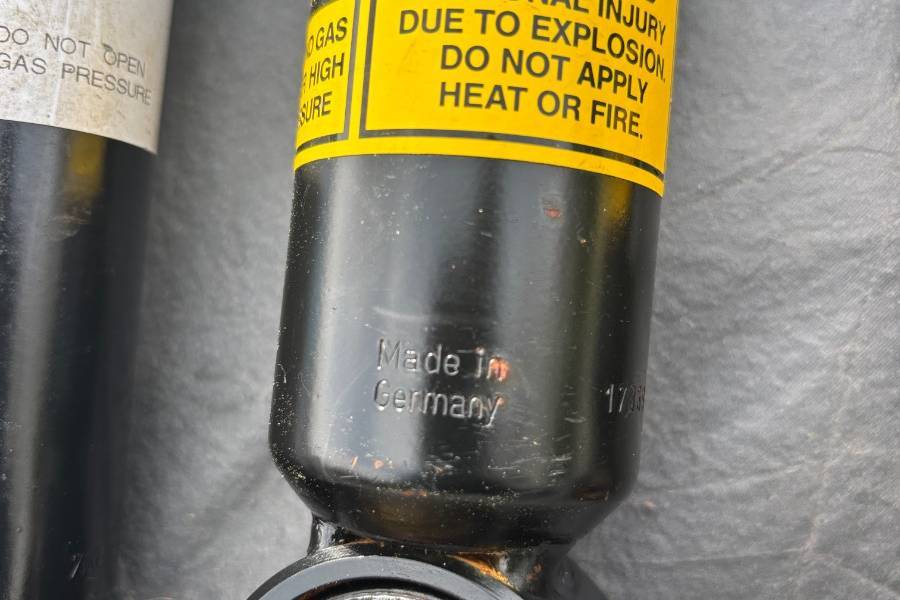 DO NOT OPEN
GAS PRESSURE
GAS
HIGH
INJURY
DUE TO EXPLOSION.
DO NOT APPLY
HEAT OR FIRE.
Made in
Germany